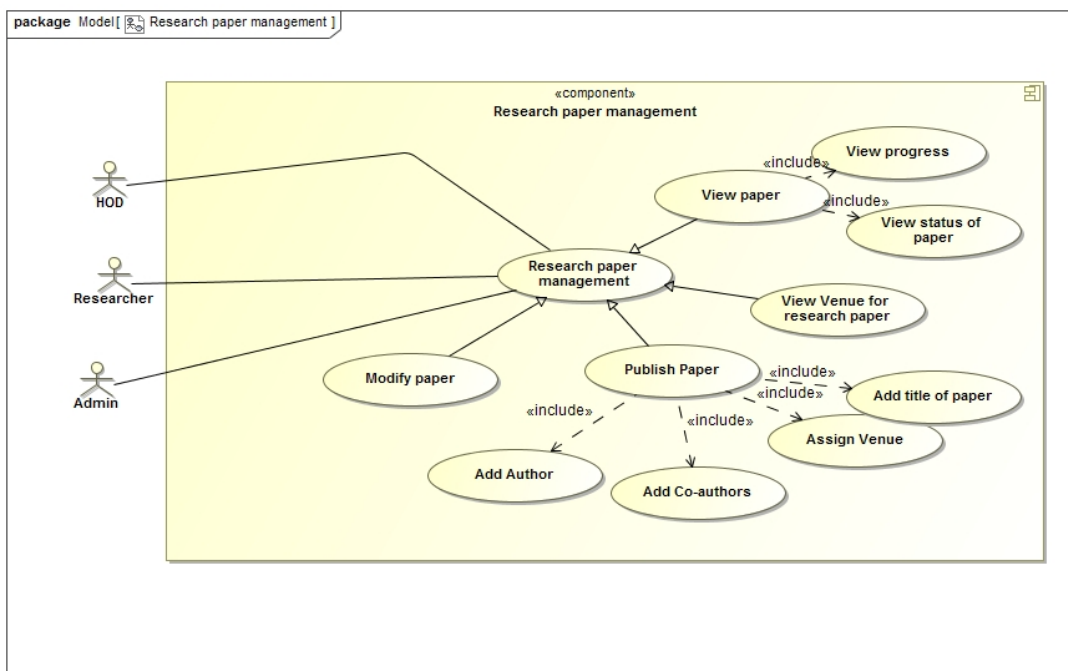 package Model[ Research paper management ]
«component»
Research paper management
HOD
Researcher
Admin
View progress
«include»
View paper
«include»
View status of
paper
Research paper
management
View Venue for
research paper
Modify paper
Publish Paper
«include»
Add title of paper
«include»
Assign Venue
«include»
Add Author
«include»
Add Co-authors